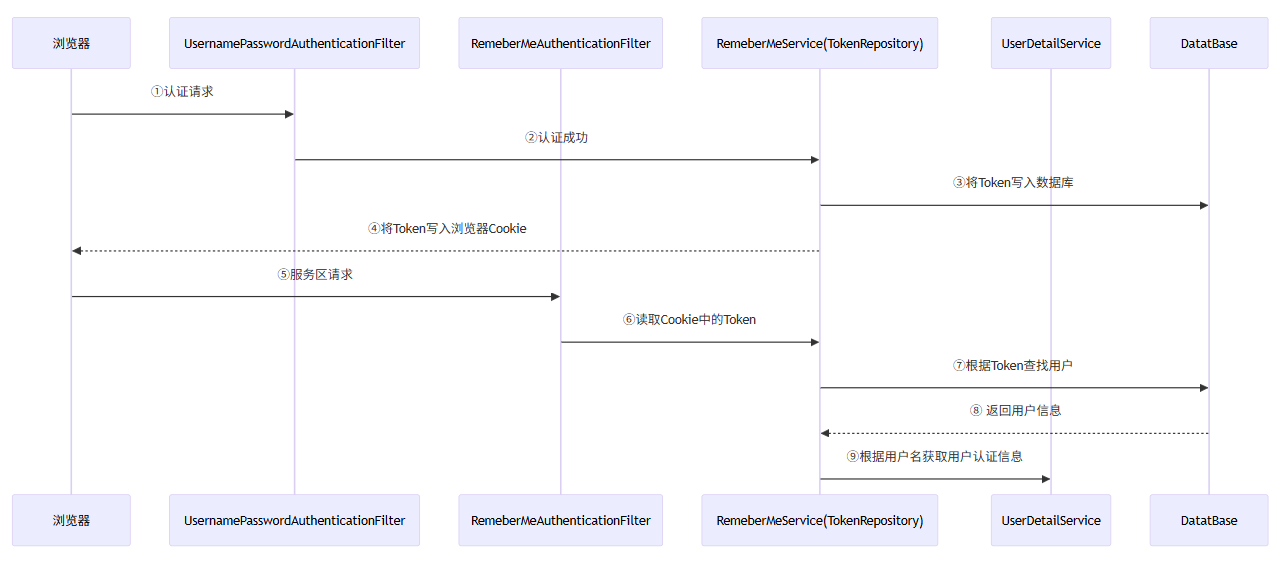 浏览器
UsernamePasswordAuthenticationFilter
RemeberMeAuthenticationFilter
RemeberMeService(TokenRepository)
UserDetailService
DatatBase
①认证请求
②认证成功
③将Token写入数据库
④将Token写入浏览器Cookie
⑤服务区请求
⑥读取Cookie中的Token
⑦根据Token查找用户
⑧ 返回用户信息
⑨根据用户名获取用户认证信息
浏览器
UsernamePasswordAuthenticationFilter
RemeberMeAuthenticationFilter
RemeberMeService(TokenRepository)
UserDetailService
DatatBase